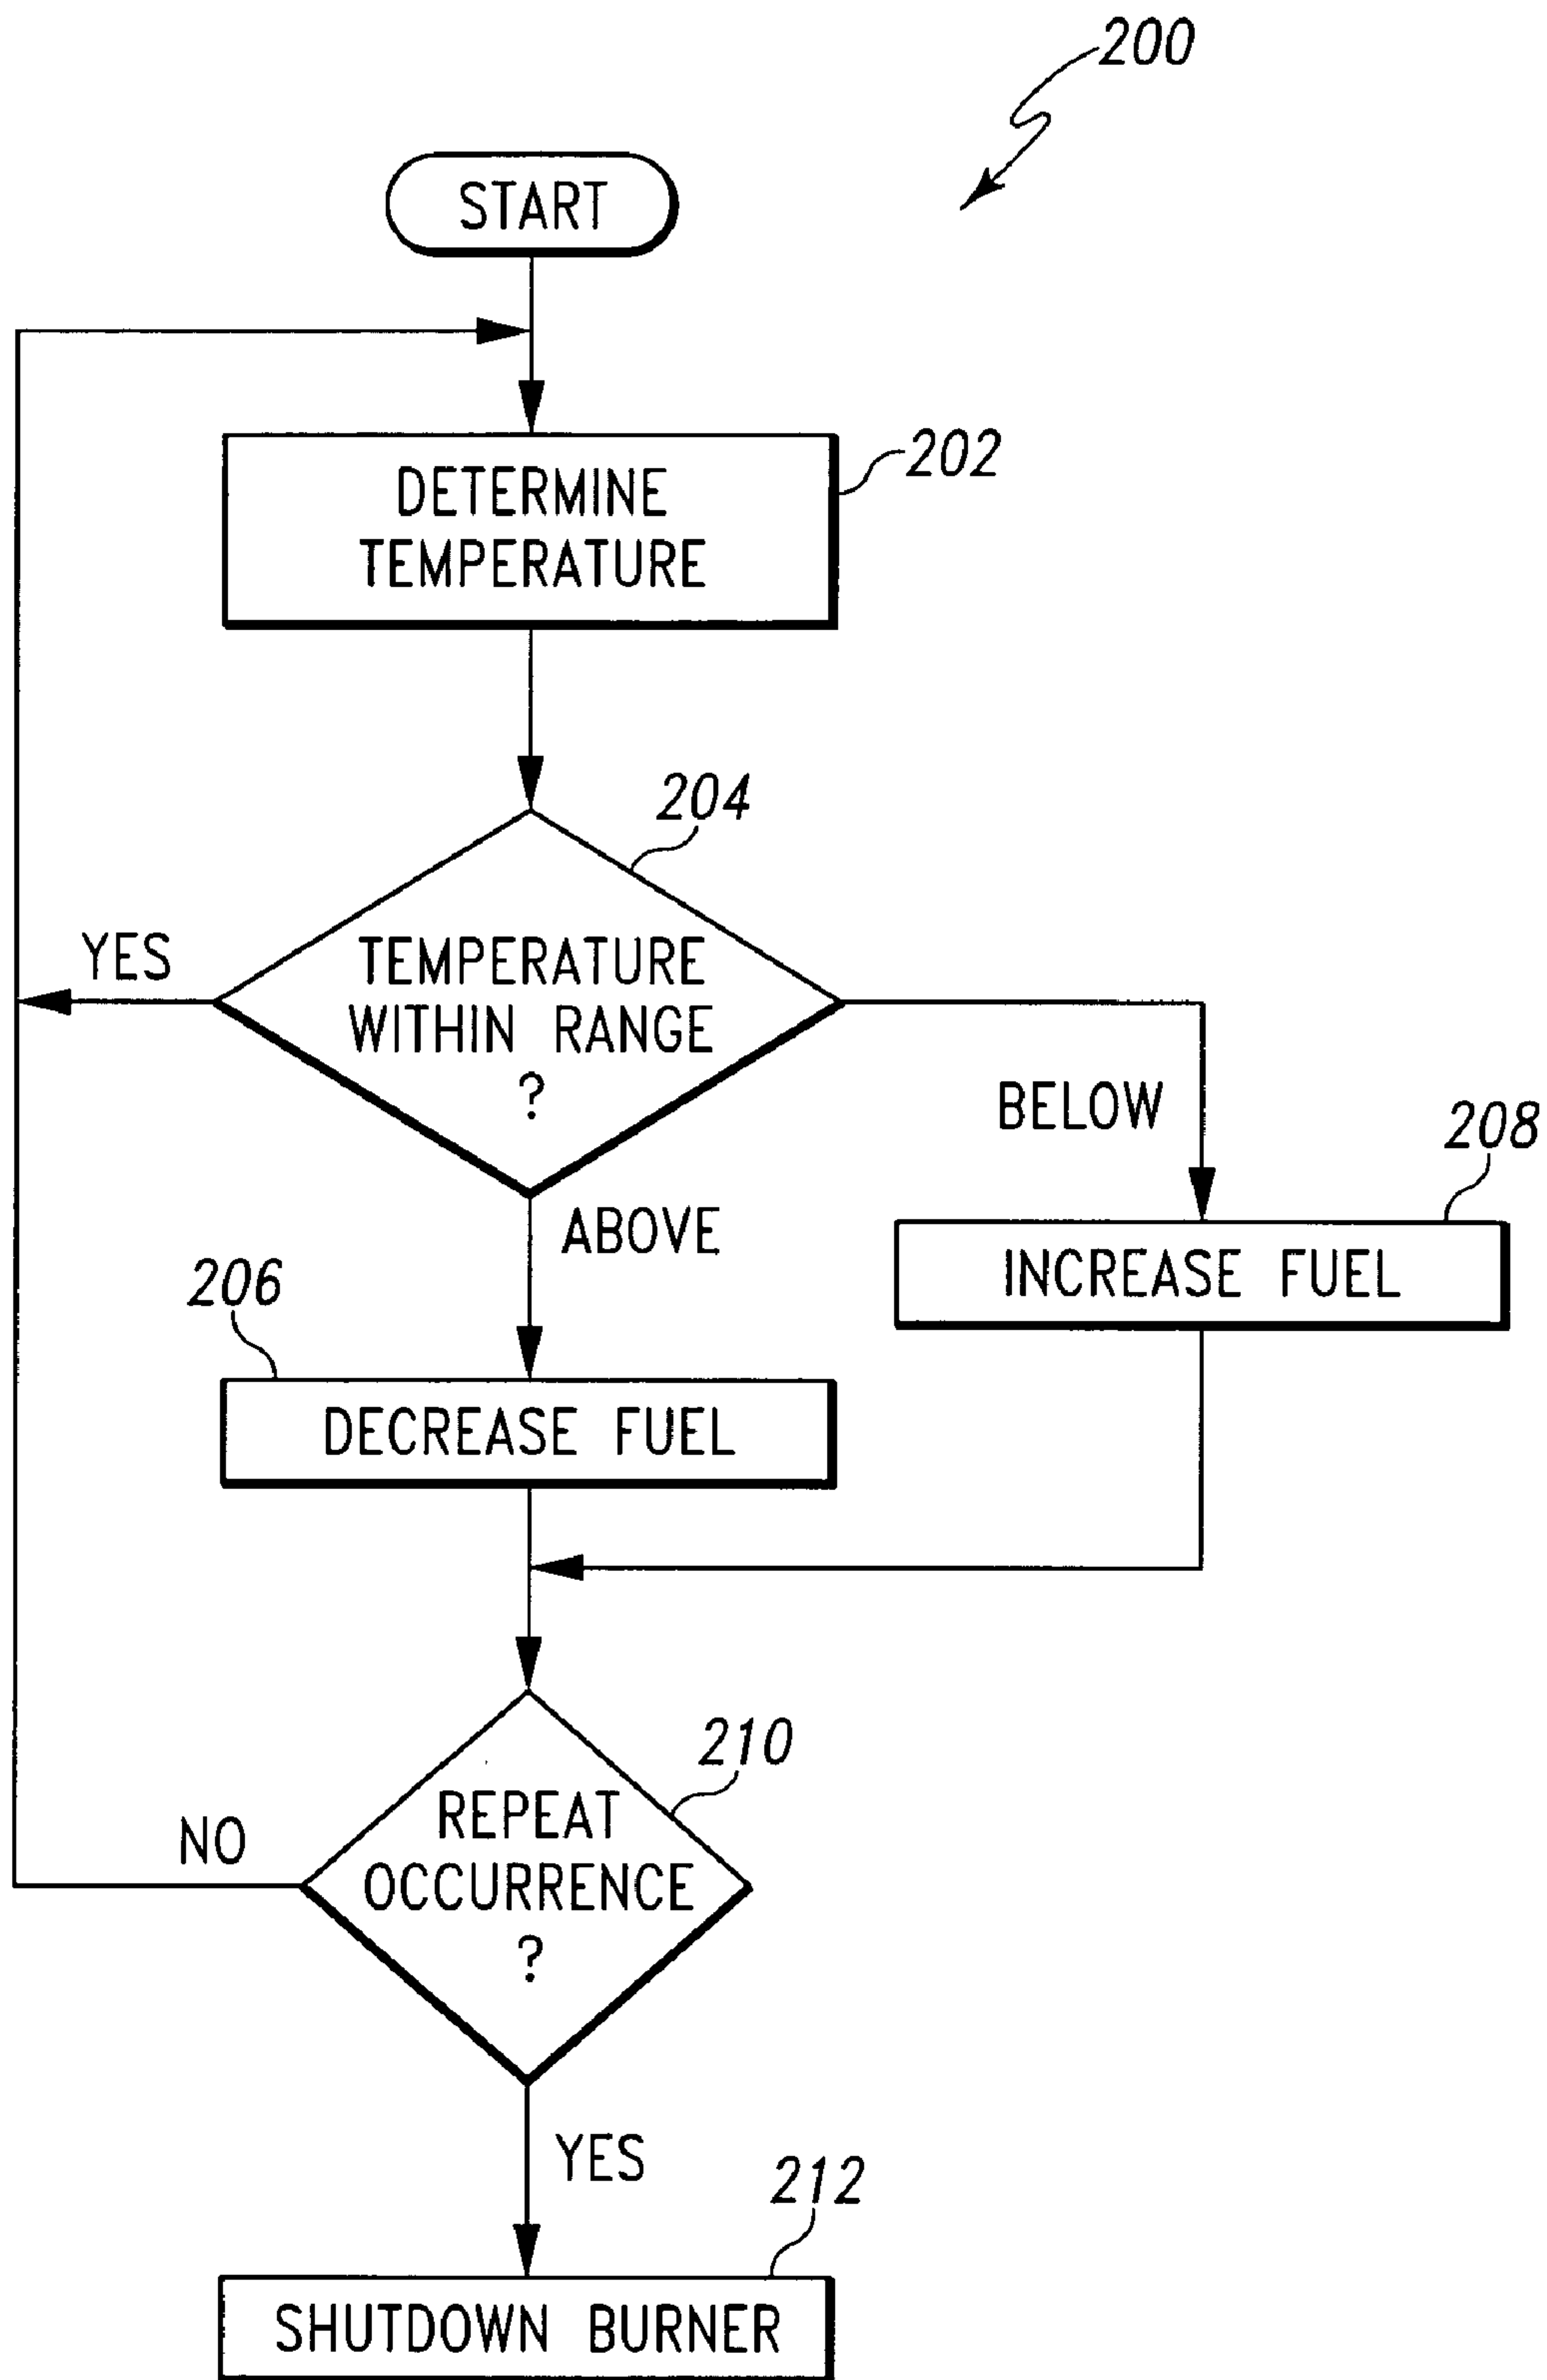 200
START
DETERMINE
TEMPERATURE
202
204
TEMPERATURE
WITHIN RANGE
?
YES
BELOW
208
INCREASE FUEL
ABOVE
206
DECREASE FUEL
210
REPEAT
OCCURRENCE
?
NO
YES
212
SHUTDOWN BURNER